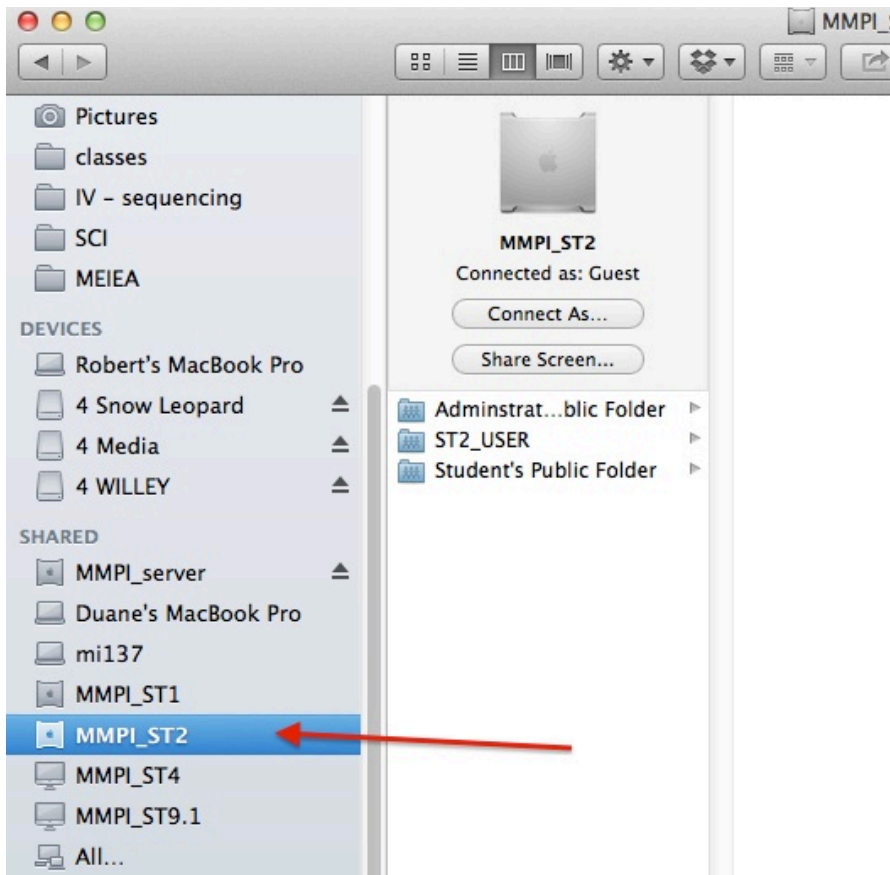 MMPI_
Pictures
classes
IV – sequencing
SCI
MEIEA
DEVICES
Robert's MacBook Pro
4 Snow Leopard
4 Media
4 WILLEY
SHARED
MMPI_server
Duane's MacBook Pro
mi137
MMPI_ST1
MMPI_ST2
MMPI_ST4
MMPI_ST9.1
All...
MMPI_ST2
Connected as: Guest
Connect As...
Share Screen...
Adminstrat...blic Folder
ST2_USER
Student's Public Folder